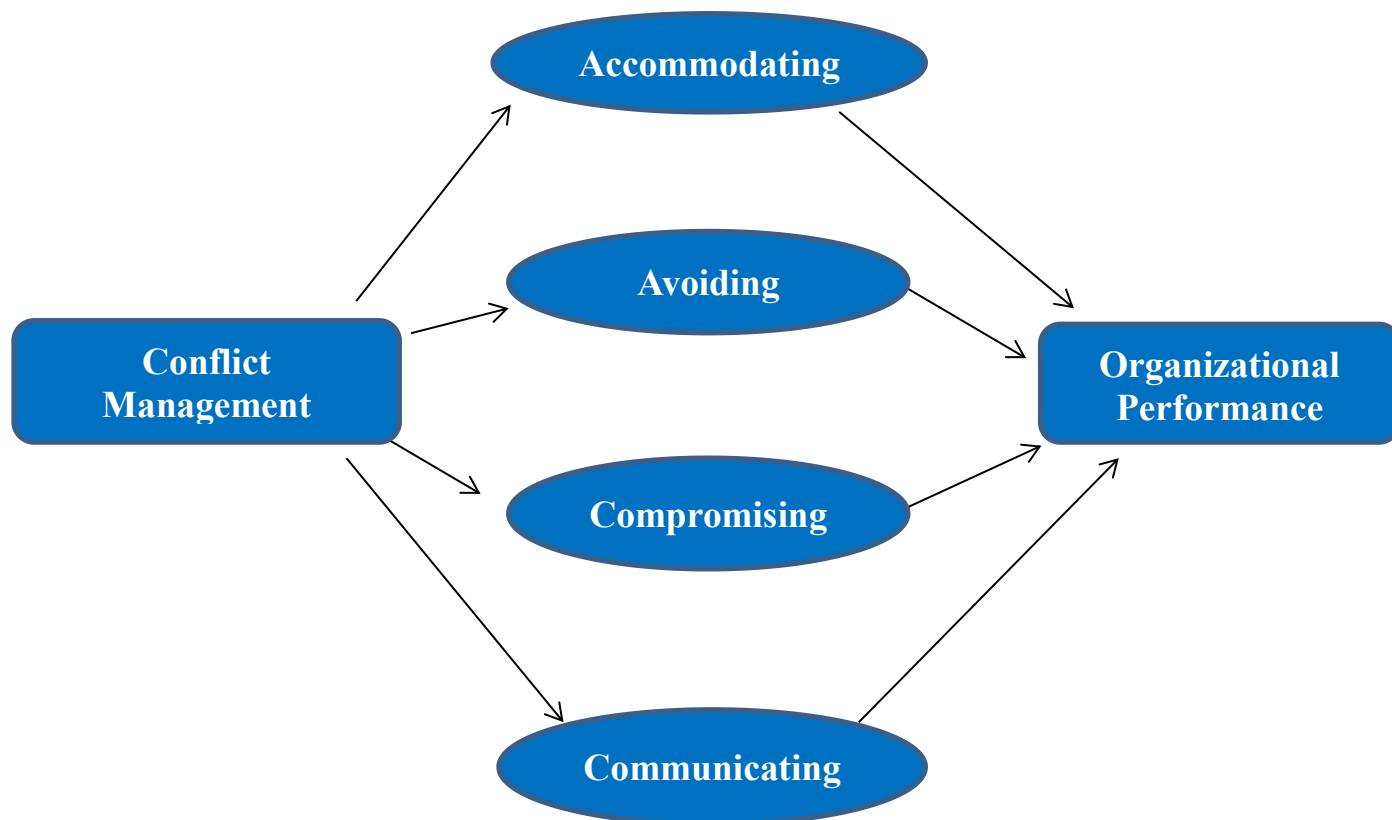 Accommodating
Avoiding
Conflict
Management
Organizational
Performance
Compromising
Communicating